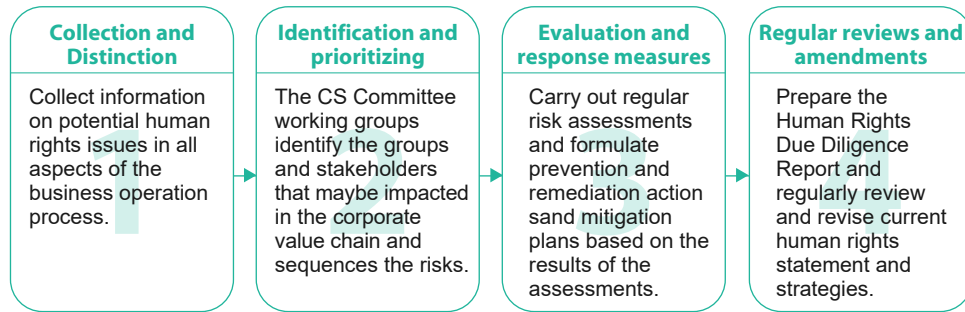 Collection and
Distinction
1
Collect information
on potential human
rights issues in all
aspects of the
business operation
process.
Identification and
prioritizing
2
The CS Committee
working groups
identify the groups
and stakeholders
that maybe impacted
in the corporate
value chain and
sequences the risks.
Evaluation and
response measures
3
Carry out regular
risk assessments
and formulate
prevention and
remediation action
sand mitigation
plans based on the
results of the
assessments.
Regular reviews and
amendments
4
Prepare the
Human Rights
Due Diligence
Report and
regularly review
and revise current
human rights
statement and
strategies.